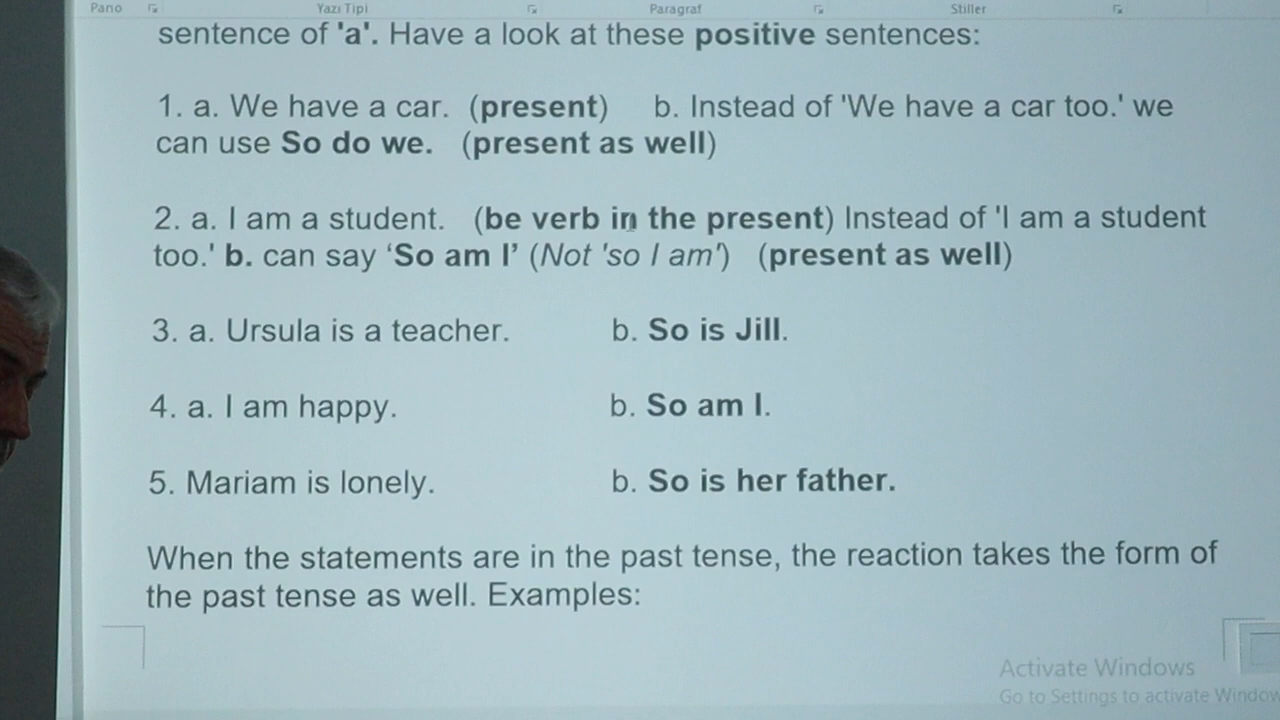 Pano Yazı Tipi Paragraf Stiller
sentence of 'a'. Have a look at these positive sentences:
1. a. We have a car. (present) b. Instead of 'We have a car too.' we
can use So do we. (present as well)
2. a. I am a student. (be verb in the present) Instead of 'I am a student
too.' b. can say ‘So am I’ (Not 'so I am') (present as well)
3. a. Ursula is a teacher. b. So is Jill.
4. a. I am happy. b. So am I.
5. Mariam is lonely. b. So is her father.
When the statements are in the past tense, the reaction takes the form of
the past tense as well. Examples:
Activate Windows
Go to Settings to activate Window